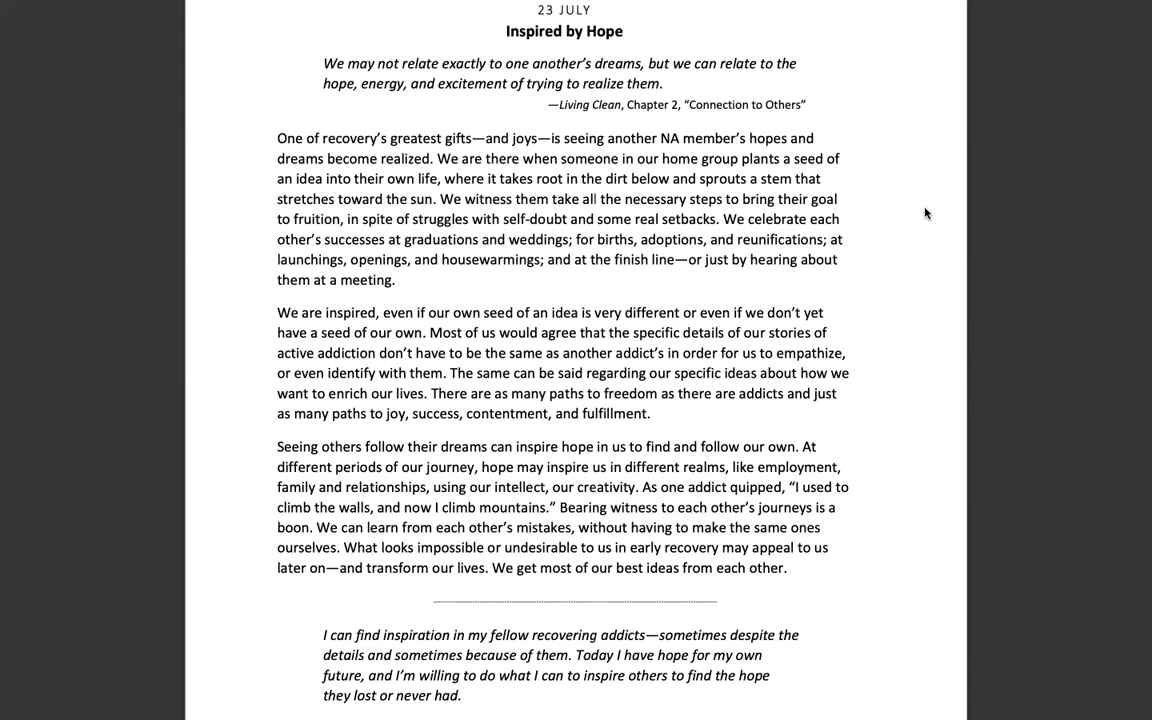 23 JULY
Inspired by Hope
We may not relate exactly to one another’s dreams, but we can relate to the
hope, energy, and excitement of trying to realize them.
—Living Clean, Chapter 2, “Connection to Others”
One of recovery’s greatest gifts—and joys—is seeing another NA member’s hopes and
dreams become realized. We are there when someone in our home group plants a seed of
an idea into their own life, where it takes root in the dirt below and sprouts a stem that
stretches toward the sun. We witness them take all the necessary steps to bring their goal
to fruition, in spite of struggles with self-doubt and some real setbacks. We celebrate each
other’s successes at graduations and weddings; for births, adoptions, and reunifications; at
launchings, openings, and housewarmings; and at the finish line—or just by hearing about
them at a meeting.
We are inspired, even if our own seed of an idea is very different or even if we don’t yet
have a seed of our own. Most of us would agree that the specific details of our stories of
active addiction don’t have to be the same as another addict’s in order for us to empathize,
or even identify with them. The same can be said regarding our specific ideas about how we
want to enrich our lives. There are as many paths to freedom as there are addicts and just
as many paths to joy, success, contentment, and fulfillment.
Seeing others follow their dreams can inspire hope in us to find and follow our own. At
different periods of our journey, hope may inspire us in different realms, like employment,
family and relationships, using our intellect, our creativity. As one addict quipped, “I used to
climb the walls, and now I climb mountains.” Bearing witness to each other’s journeys is a
boon. We can learn from each other’s mistakes, without having to make the same ones
ourselves. What looks impossible or undesirable to us in early recovery may appeal to us
later on—and transform our lives. We get most of our best ideas from each other.
I can find inspiration in my fellow recovering addicts—sometimes despite the
details and sometimes because of them. Today I have hope for my own
future, and I’m willing to do what I can to inspire others to find the hope
they lost or never had.